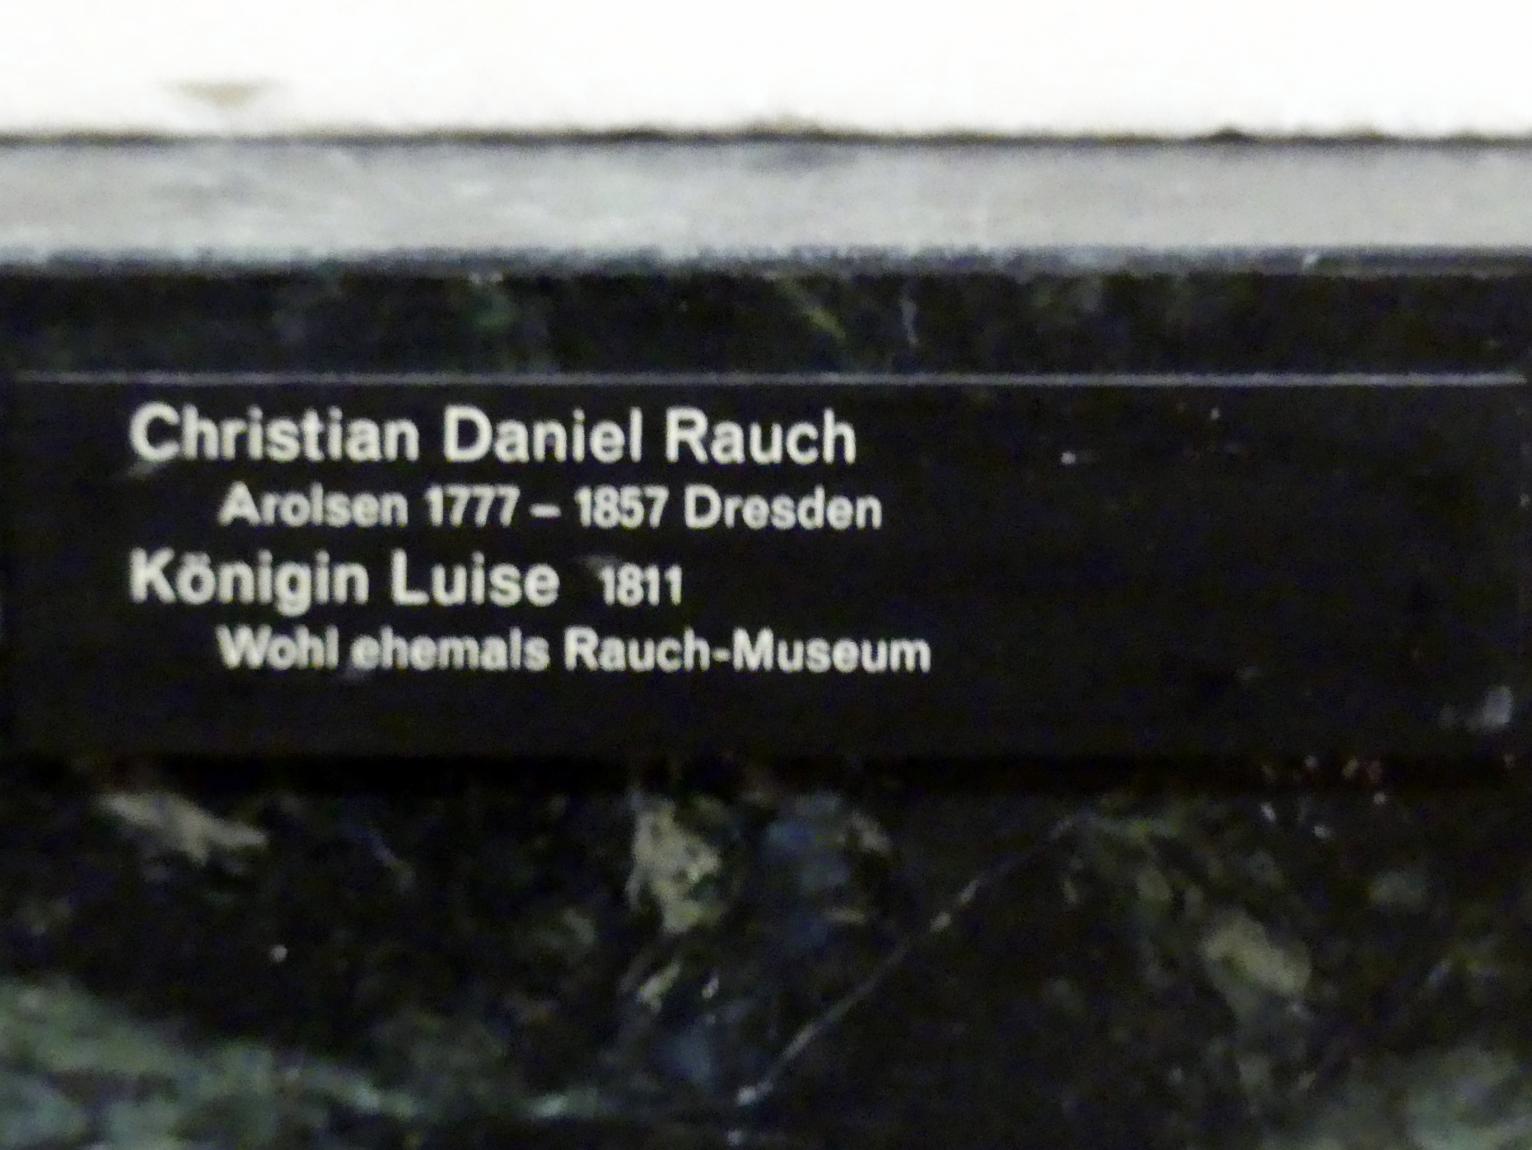 Christian Daniel Rauch
Arolsen 1777 – 1857 Dresden
Königin Luise 1811
Wohl ehemals Rauch-Museum